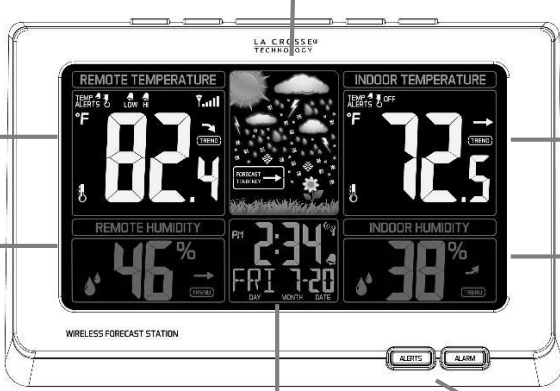 LA CROSSE®
TECHNOLOGY
REMOTE TEMPERATURE
TEMP
ALERTS
LOW HI
°F
82.4
TREND
FORECAST
TENDENCY
INDOOR TEMPERATURE
TEMP
ALERTS
OFF
°F
72.5
TREND
REMOTE HUMIDITY
46%
TREND
PM 2:34
FRI 7-20
DAY MONTH DATE
INDOOR HUMIDITY
38%
TREND
WIRELESS FORECAST STATION
ALERTS ALARM